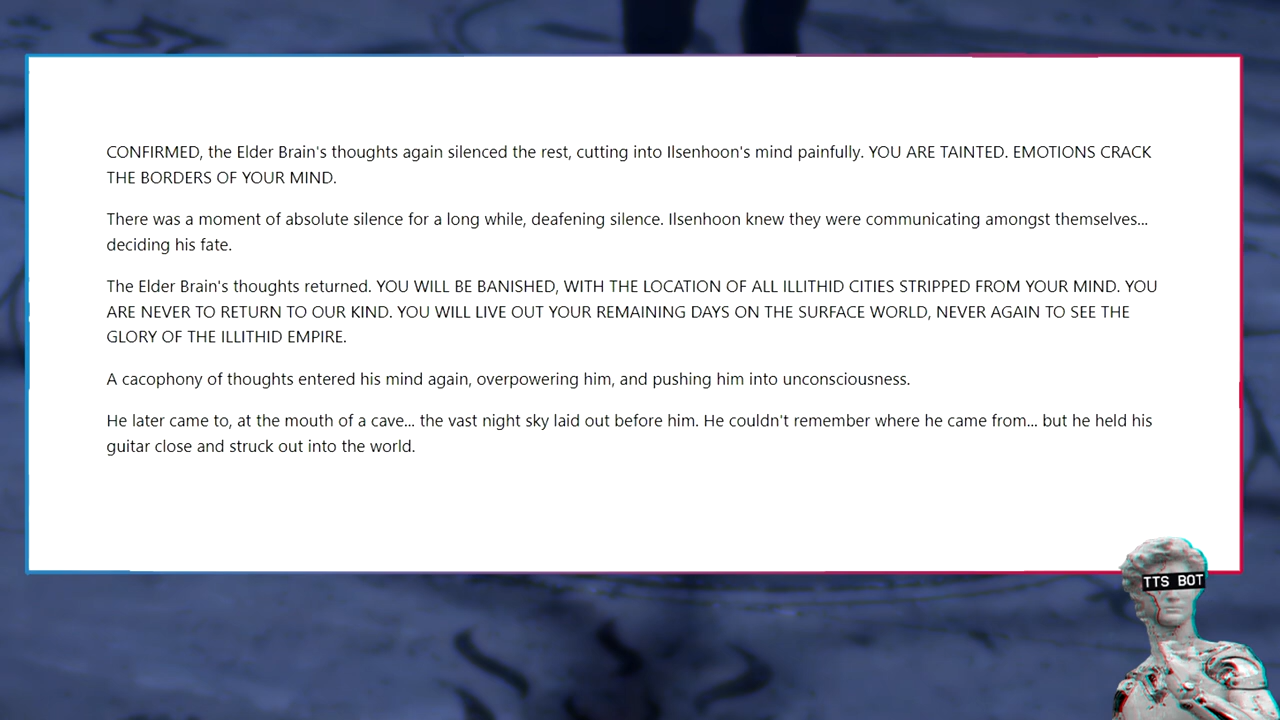 CONFIRMED, the Elder Brain's thoughts again silenced the rest, cutting into Ilsenhoon's mind painfully. YOU ARE TAINTED. EMOTIONS CRACK
THE BORDERS OF YOUR MIND.
There was a moment of absolute silence for a long while, deafening silence. Ilsenhoon knew they were communicating amongst themselves...
deciding his fate.
The Elder Brain's thoughts returned. YOU WILL BE BANISHED, WITH THE LOCATION OF ALL ILLITHID CITIES STRIPPED FROM YOUR MIND. YOU
ARE NEVER TO RETURN TO OUR KIND. YOU WILL LIVE OUT YOUR REMAINING DAYS ON THE SURFACE WORLD, NEVER AGAIN TO SEE THE
GLORY OF THE ILLITHID EMPIRE.
A cacophony of thoughts entered his mind again, overpowering him, and pushing him into unconsciousness.
He later came to, at the mouth of a cave... the vast night sky laid out before him. He couldn't remember where he came from... but he held his
guitar close and struck out into the world.
TTS BOT